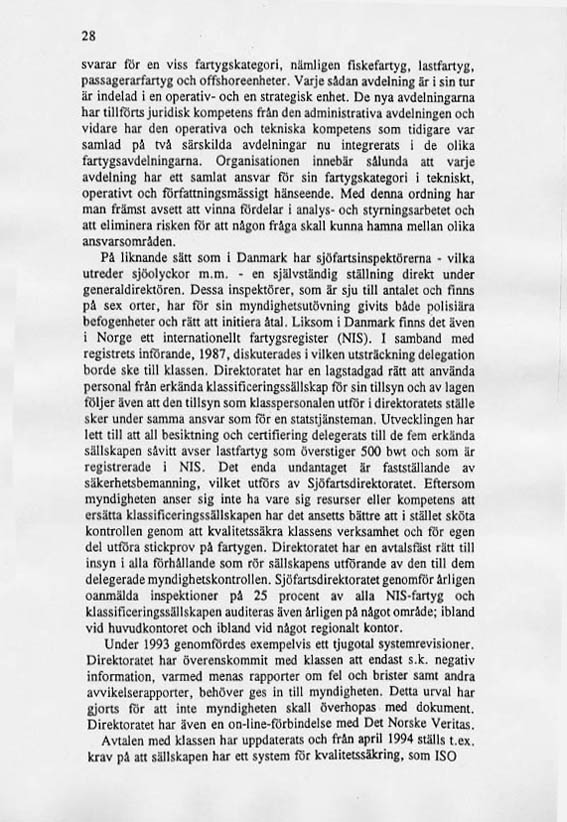 28
svarar för en viss fartygskategori, nämligen fiskefartyg, lastfartyg,
passagerarfartyg och offshoreenheter. Varje sådan avdelning är i sin tur
är indelad i en operativ- och en strategisk enhet. De nya avdelningarna
har tillförts juridisk kompetens från den administrativa avdelningen och
vidare har den operativa och tekniska kompetens som tidigare var
samlad på två särskilda avdelningar nu integrerats i de olika
fartygsavdelningarna. Organisationen innebär sålunda att varje
avdelning har ett samlat ansvar för sin fartygskategori i tekniskt,
operativt och författningsmässigt hänseende. Med denna ordning har
man främst avsett att vinna fördelar i analys- och styrningsarbetet och
att eliminera risken för att någon fråga skall kunna hamna mellan olika
ansvarsområden.
På liknande sätt som i Danmark har sjöfartsinspektörerna - vilka
utreder sjöolyckor m.m. - en självständig ställning direkt under
generaldirektören. Dessa inspektörer, som är sju till antalet och finns
på sex orter, har för sin myndighetsutövning givits både polisiära
befogenheter och rätt att initiera åtal. Liksom i Danmark finns det även
i Norge ett internationellt fartygsregister (NIS). I samband med
registrets införande, 1987, diskuterades i vilken utsträckning delegation
borde ske till klassen. Direktoratet har en lagstadgad rätt att använda
personal från erkända klassificeringssällskap för sin tillsyn och av lagen
följer även att den tillsyn som klasspersonalen utför i direktoratets ställe
sker under samma ansvar som för en statstjänsteman. Utvecklingen har
lett till att all besiktning och certifiering delegerats till de fem erkända
sällskapen såvitt avser lastfartyg som överstiger 500 bwt och som är
registrerade i NIS. Det enda undantaget är fastställande av
säkerhetsbemanning, vilket utförs av Sjöfartsdirektoratet. Eftersom
myndigheten anser sig inte ha vare sig resurser eller kompetens att
ersätta klassificeringssällskapen har det ansetts bättre att i stället sköta
kontrollen genom att kvalitetssäkra klassens verksamhet och för egen
del utföra stickprov på fartygen. Direktoratet har en avtalsfäst rätt till
insyn i alla förhållande som rör sällskapens utförande av den till dem
delegerade myndighetskontrollen. Sjöfartsdirektoratet genomför årligen
oanmälda inspektioner på 25 procent av alla NIS-fartyg och
klassificeringssällskapen auditeras även årligen på något område; ibland
vid huvudkontoret och ibland vid något regionalt kontor.
Under 1993 genomfördes exempelvis ett tjugotal systemrevisioner.
Direktoratet har överenskommit med klassen att endast s.k. negativ
information, varmed menas rapporter om fel och brister samt andra
avvikelserapporter, behöver ges in till myndigheten. Detta urval har
gjorts för att inte myndigheten skall överhopas med dokument.
Direktoratet har även en on-line-förbindelse med Det Norske Veritas.
Avtalen med klassen har uppdaterats och från april 1994 ställs t.ex.
krav på att sällskapen har ett system för kvalitetssäkring, som ISO